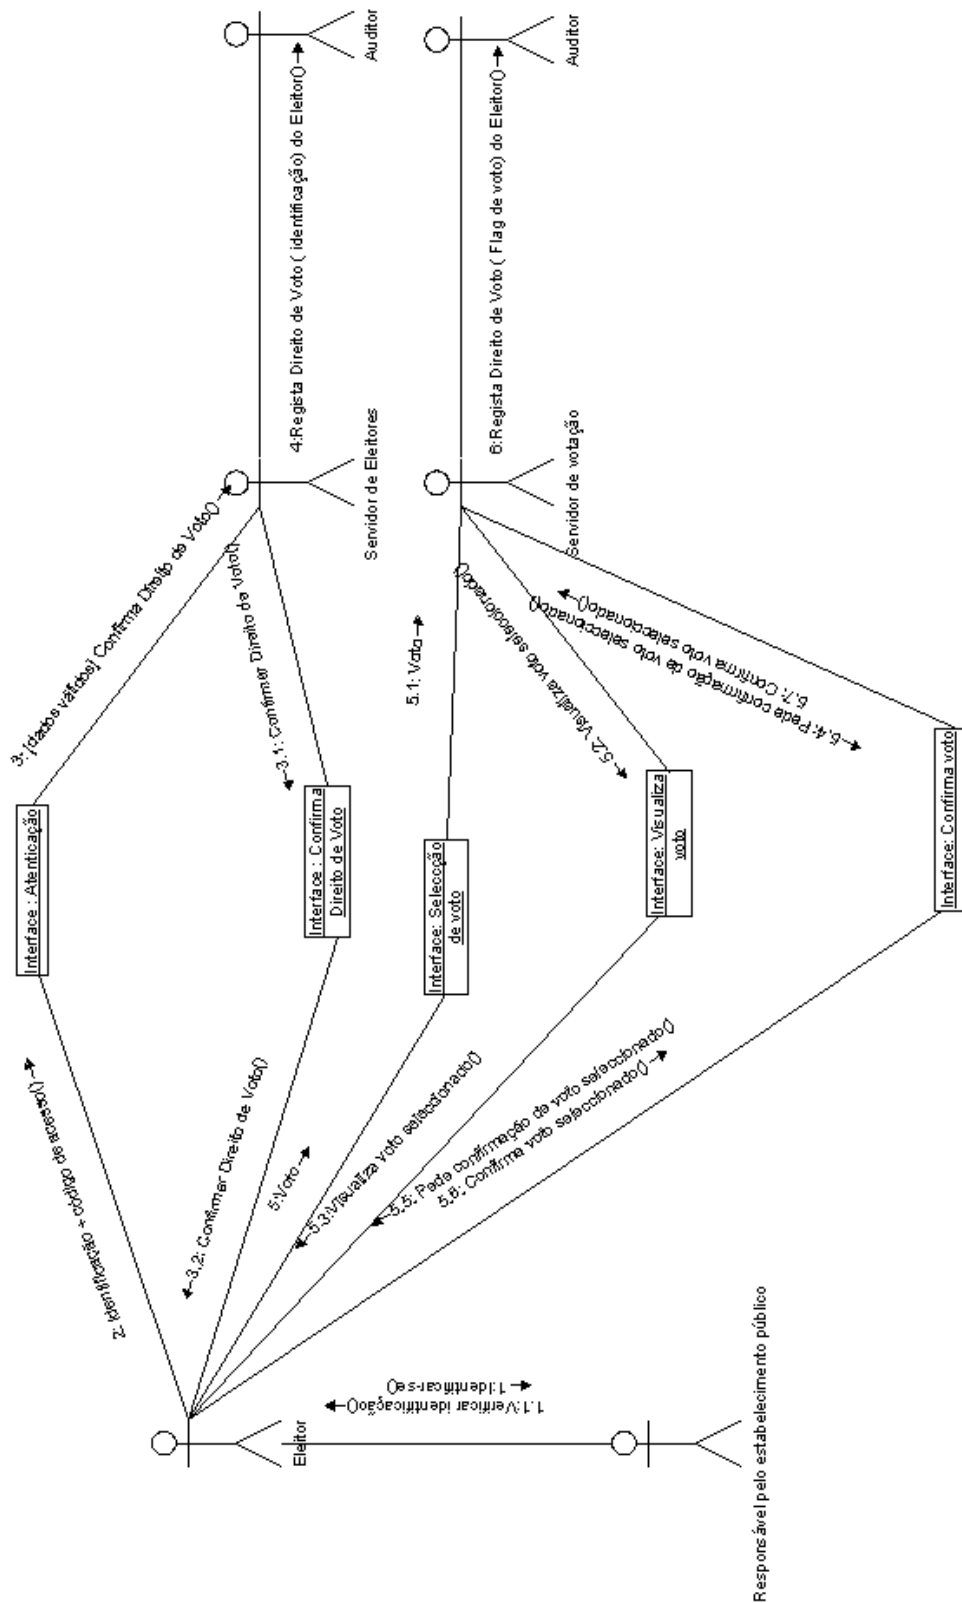 2: Identificação + código de acesso()
Interface : Atenticação
3: [dados válidos] Confirma Direito de Voto()
3.2: Confirmar Direito de Voto()
Interface : Confirma
Direito de Voto
3.1: Confirmar Direito de Voto()
Servidor de Eleitores
4:Regista Direito de Voto ( identificação) do Eleitor()
Auditor
5:Voto
Interface: Selecção
de voto
5.1: Voto
Servidor de votação
6:Regista Direito de Voto ( Flag de voto) do Eleitor()
Auditor
5.3:Visualiza voto seleccionado()
Interface: Visualiza
voto
5.2: Visualiza voto seleccionado()
5.5: Pede confirmação de voto seleccionado()
5.6: Confirma voto seleccionado()
Interface: Confirma voto
5.4: Pede confirmação de voto seleccionado()
5.7: Confirma voto seleccionado()
Eleitor
1:Identificar-se()
1.1:Verificar identificação()
Responsável pelo estabelecimento público